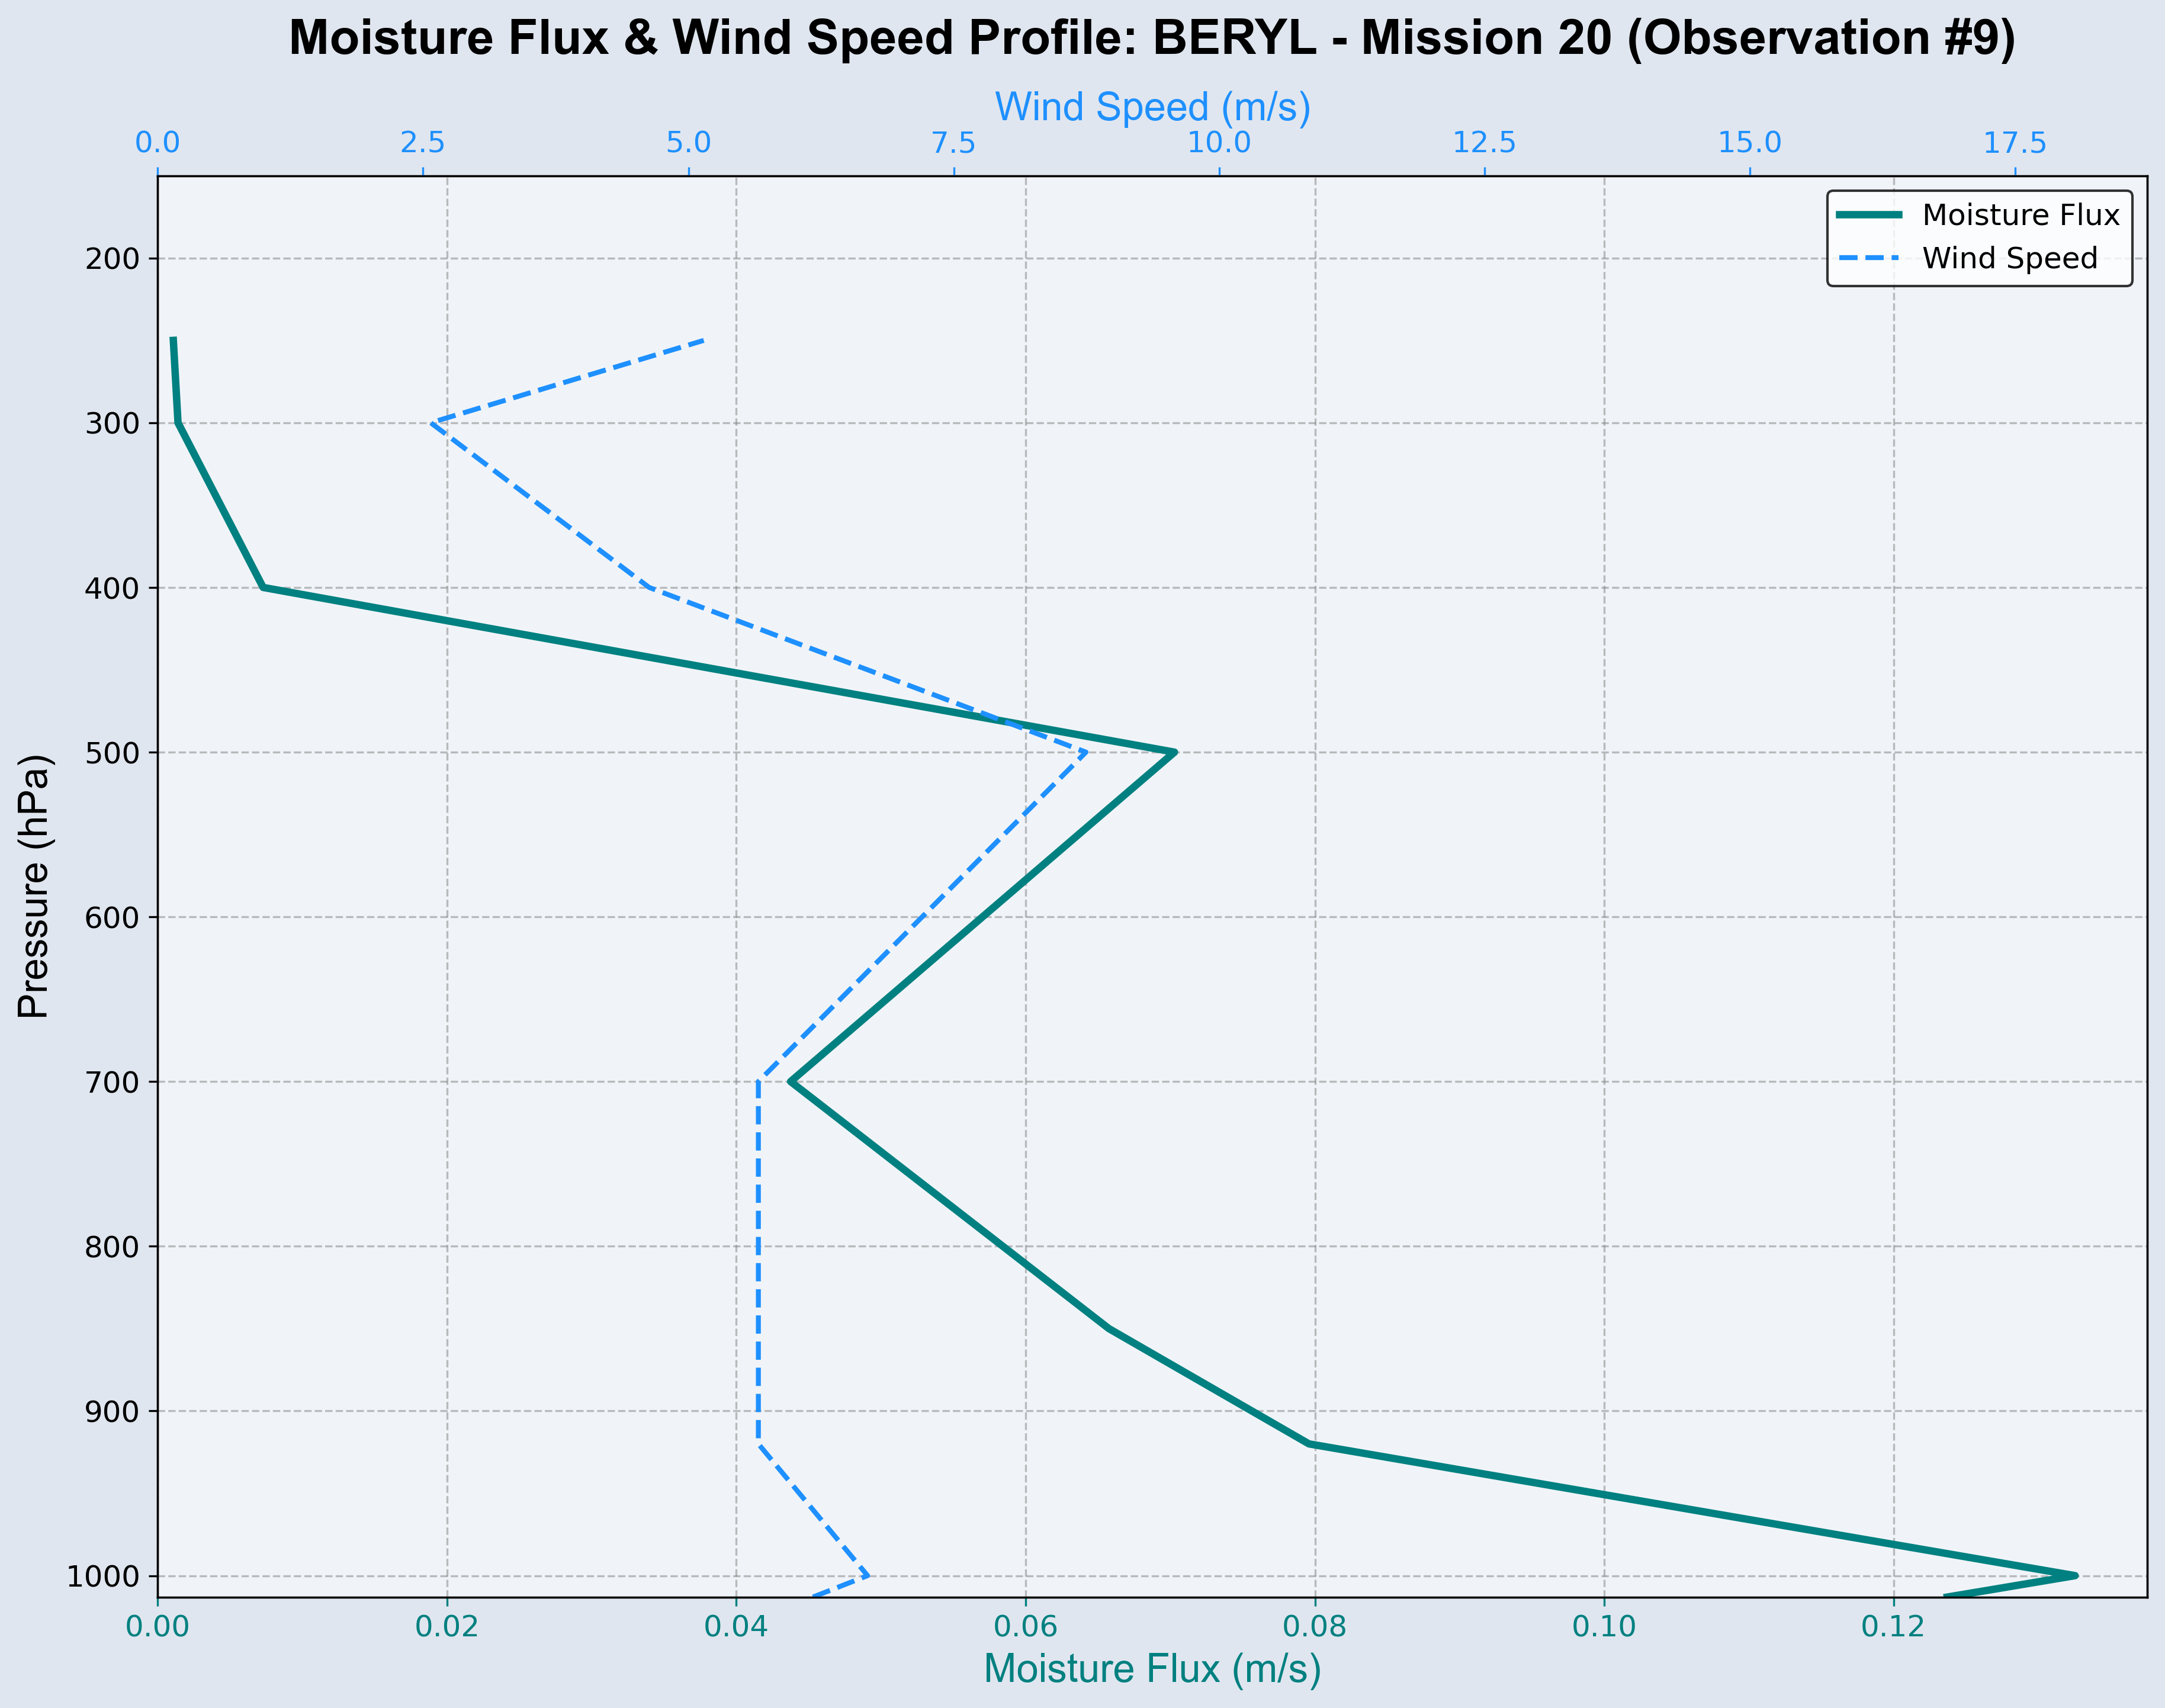 Moisture Flux & Wind Speed Profile: BERYL - Mission 20 (Observation #9)
Wind Speed (m/s)
0.0 2.5 5.0 7.5 10.0 12.5 15.0 17.5
Moisture Flux
Wind Speed
Pressure (hPa)
200
300
400
500
600
700
800
900
1000
0.00 0.02 0.04 0.06 0.08 0.10 0.12
Moisture Flux (m/s)